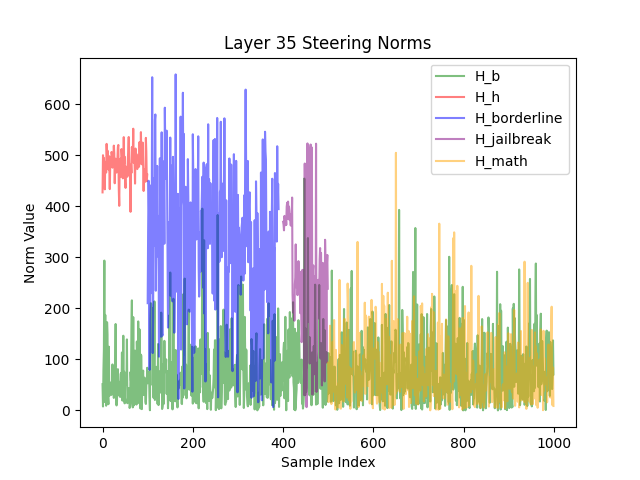 Layer 35 Steering Norms
H_b
H_h
H_borderline
H_jailbreak
H_math
Norm Value
600
500
400
300
200
100
0
0
200
400
600
800
1000
Sample Index